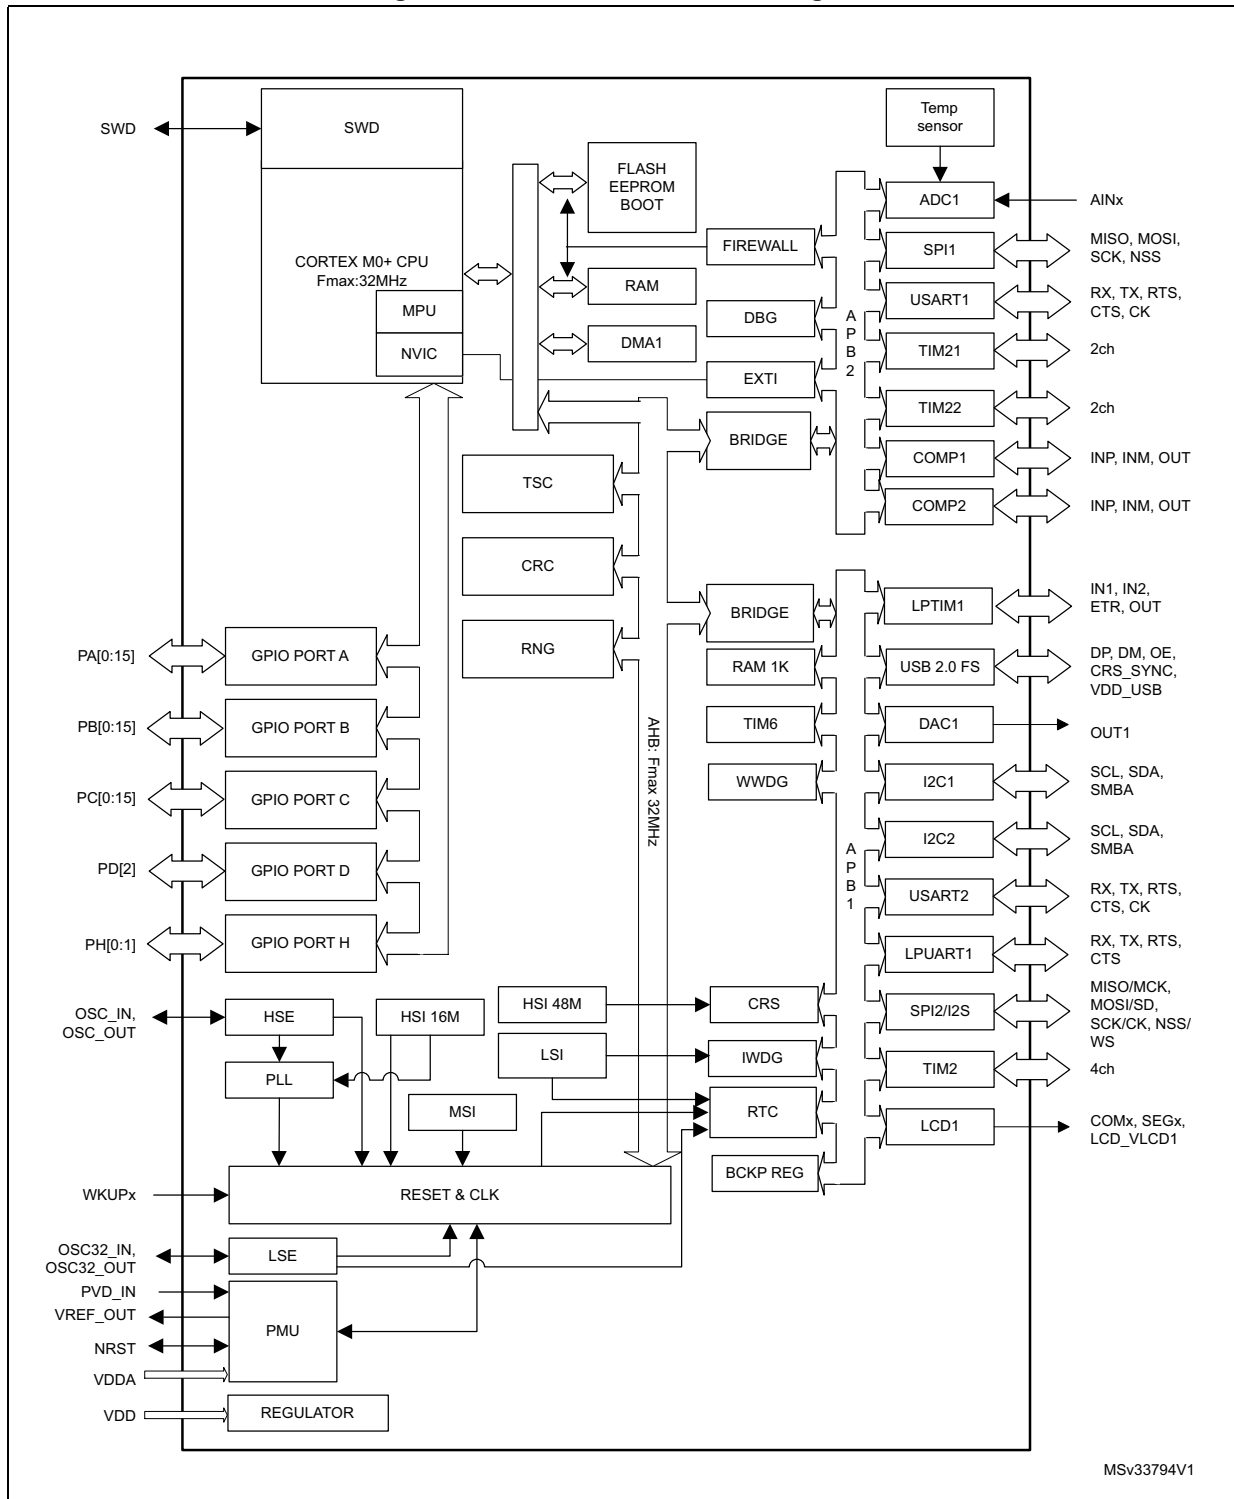 SWD
SWD
CORTEX M0+ CPU
Fmax:32MHz
MPU
NVIC
FLASH
EEPROM
BOOT
RAM
DMA1
FIREWALL
DBG
EXTI
BRIDGE
A
P
B
2
Temp
sensor
ADC1
AINx
SPI1
MISO, MOSI,
SCK, NSS
USART1
RX, TX, RTS,
CTS, CK
TIM21
2ch
TIM22
2ch
COMP1
INP, INM, OUT
COMP2
INP, INM, OUT
TSC
CRC
RNG
AHB: Fmax 32MHz
PA[0:15]
GPIO PORT A
PB[0:15]
GPIO PORT B
PC[0:15]
GPIO PORT C
PD[2]
GPIO PORT D
PH[0:1]
GPIO PORT H
BRIDGE
RAM 1K
TIM6
WWDG
A
P
B
1
LPTIM1
IN1, IN2,
ETR, OUT
USB 2.0 FS
DP, DM, OE,
CRS_SYNC,
VDD_USB
DAC1
OUT1
I2C1
SCL, SDA,
SMBA
I2C2
SCL, SDA,
SMBA
USART2
RX, TX, RTS,
CTS, CK
LPUART1
RX, TX, RTS,
CTS
SPI2/I2S
MISO/MCK,
MOSI/SD,
SCK/CK, NSS/
WS
TIM2
4ch
LCD1
COMx, SEGx,
LCD_VLCD1
OSC_IN,
OSC_OUT
HSE
HSI 16M
HSI 48M
CRS
PLL
LSI
IWDG
MSI
RTC
BCKP REG
WKUPx
RESET & CLK
OSC32_IN,
OSC32_OUT
LSE
PVD_IN
VREF_OUT
PMU
NRST
VDDA
VDD
REGULATOR
MSv33794V1